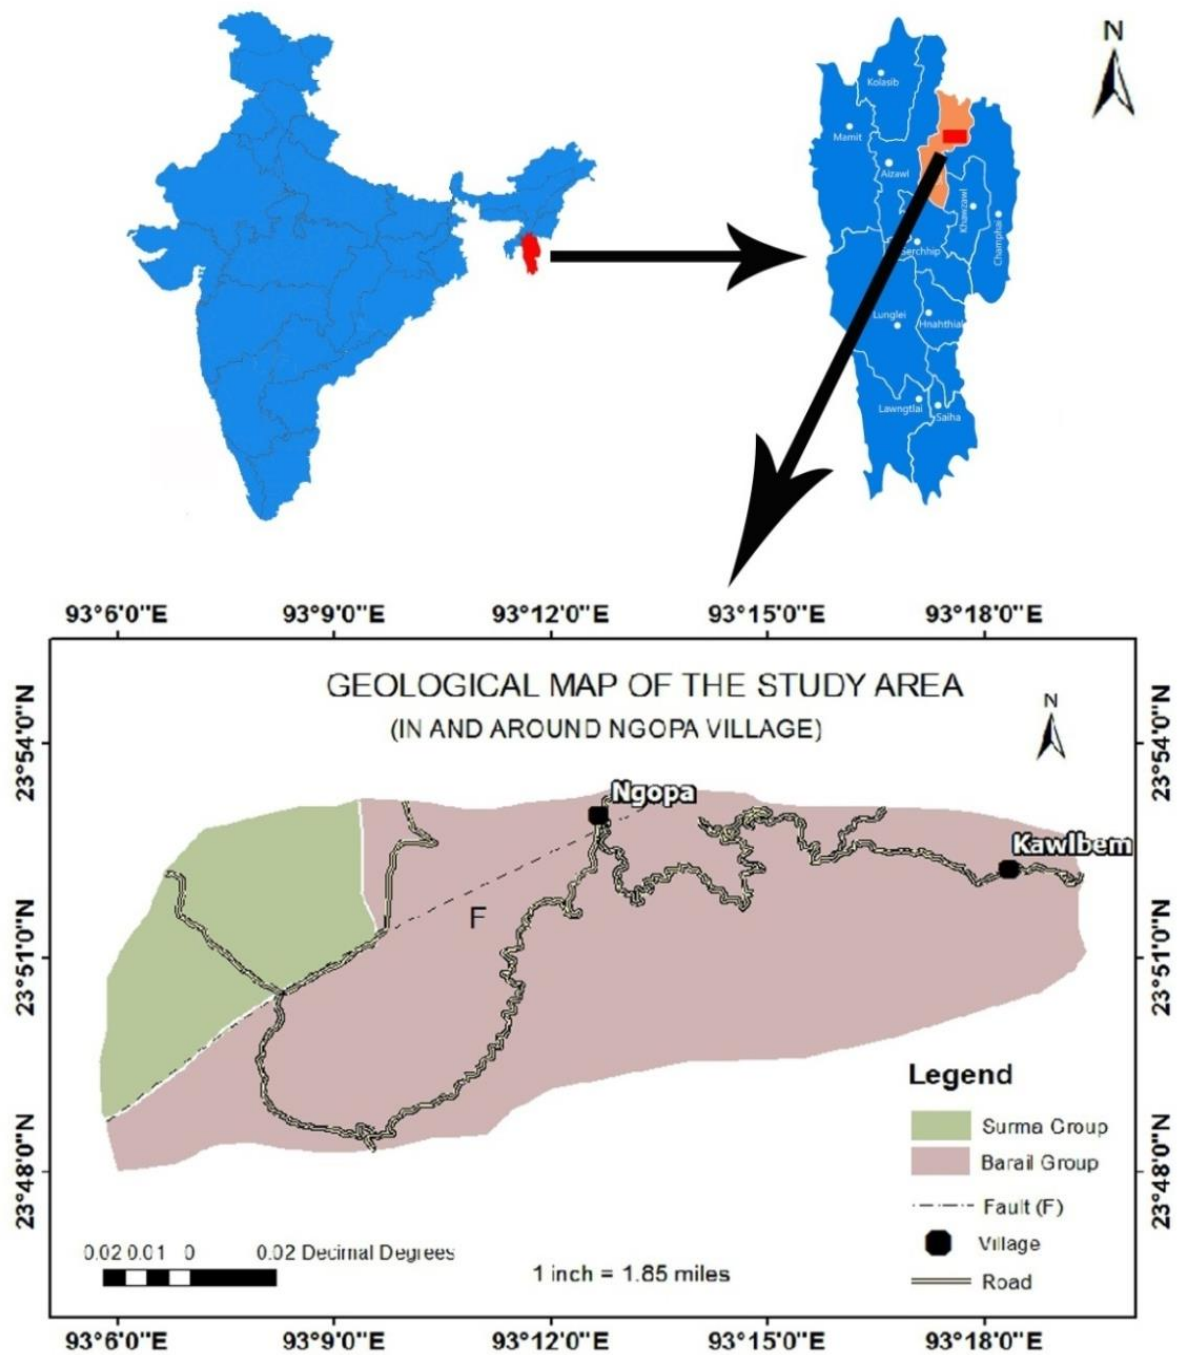 N
Kolasib
Mamit
Aizawl
Khawzawl
Champhai
Serchhip
Lunglei
Hnahthial
Lawngtlai
Saiha
93°6'0"E 93°9'0"E 93°12'0"E 93°15'0"E 93°18'0"E
GEOLOGICAL MAP OF THE STUDY AREA
(IN AND AROUND NGOPA VILLAGE)
N
23°54'0"N 23°54'0"N
Ngopa
Kawlbem
F
23°51'0"N 23°51'0"N
Legend
Surma Group
Barail Group
Fault (F)
Village
Road
23°48'0"N 23°48'0"N
0.02 0.01 0 0.02 Decimal Degrees
1 inch = 1.85 miles
93°6'0"E 93°9'0"E 93°12'0"E 93°15'0"E 93°18'0"E